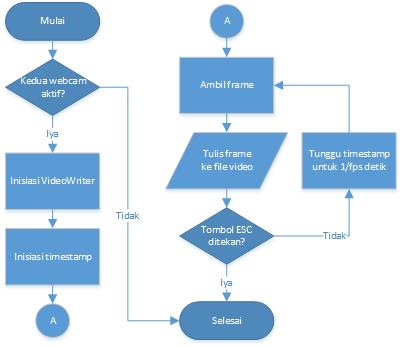 Mulai
Kedua webcam
aktif?
Iya
Inisiasi VideoWriter
Inisiasi timestamp
A
Tidak
A
Ambil frame
Tulis frame
ke file video
Tombol ESC
ditekan?
Tidak
Tunggu timestamp
untuk 1/fps detik
Iya
Selesai